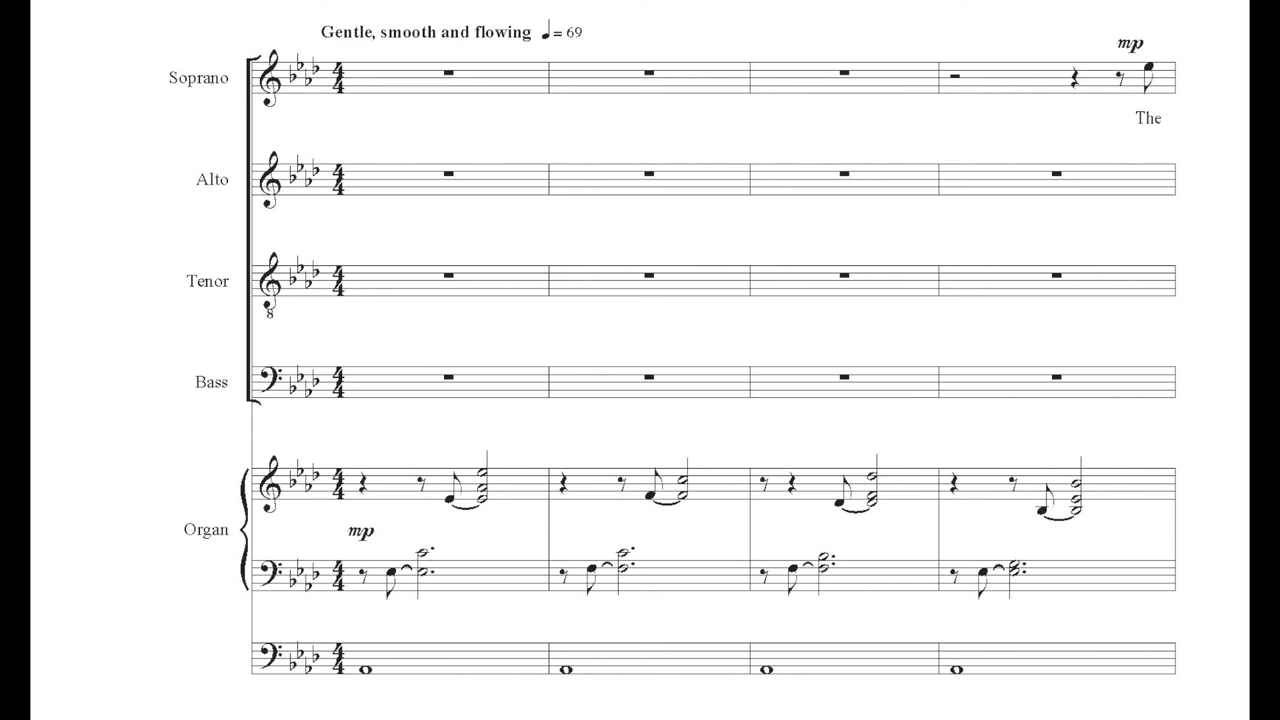 Gentle, smooth and flowing ♩= 69
mp
Soprano
The
Alto
Tenor
8
Bass
Organ
mp